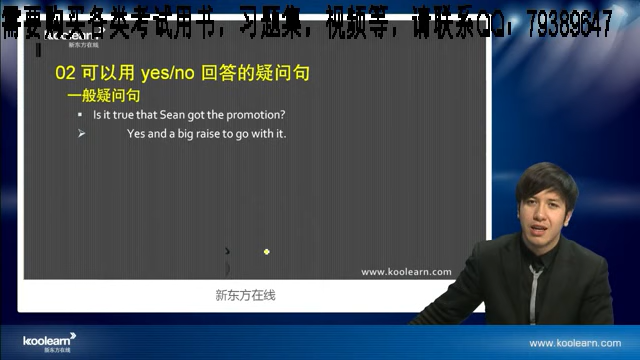 需要购买各类考试用书，习题集，视频等，请联系QQ：79389647
koolearn
新东方在线
02 可以用 yes/no 回答的疑问句
一般疑问句
Is it true that Sean got the promotion?
Yes and a big raise to go with it.
www.koolearn.com
新东方在线
koolearn
新东方在线
www.koolearn.com